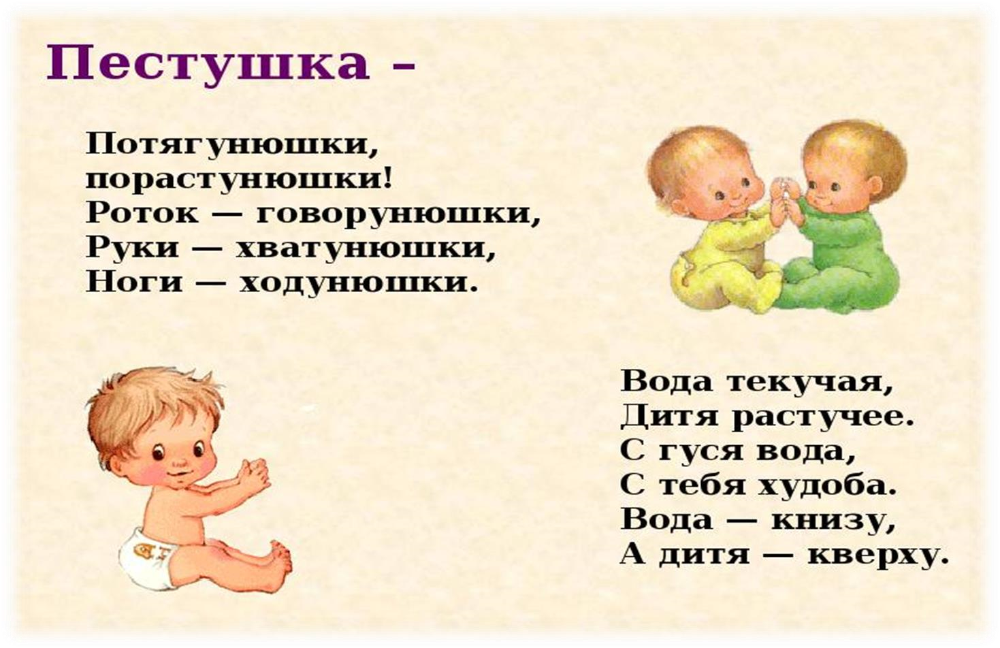 Пестушка –
Потягунюшки,
порастунюшки!
Роток — говорунюшки,
Руки — хватунюшки,
Ноги — ходунюшки.
Вода текучая,
Дитя растучее.
С гуся вода,
С тебя худоба.
Вода — книзу,
А дитя — кверху.